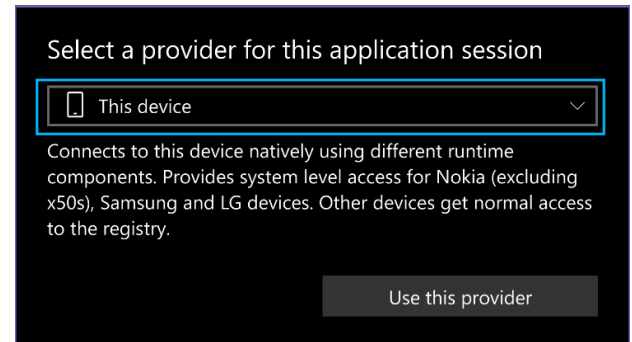 Select a provider for this application session
This device
Connects to this device natively using different runtime
components. Provides system level access for Nokia (excluding
x50s), Samsung and LG devices. Other devices get normal access
to the registry.
Use this provider